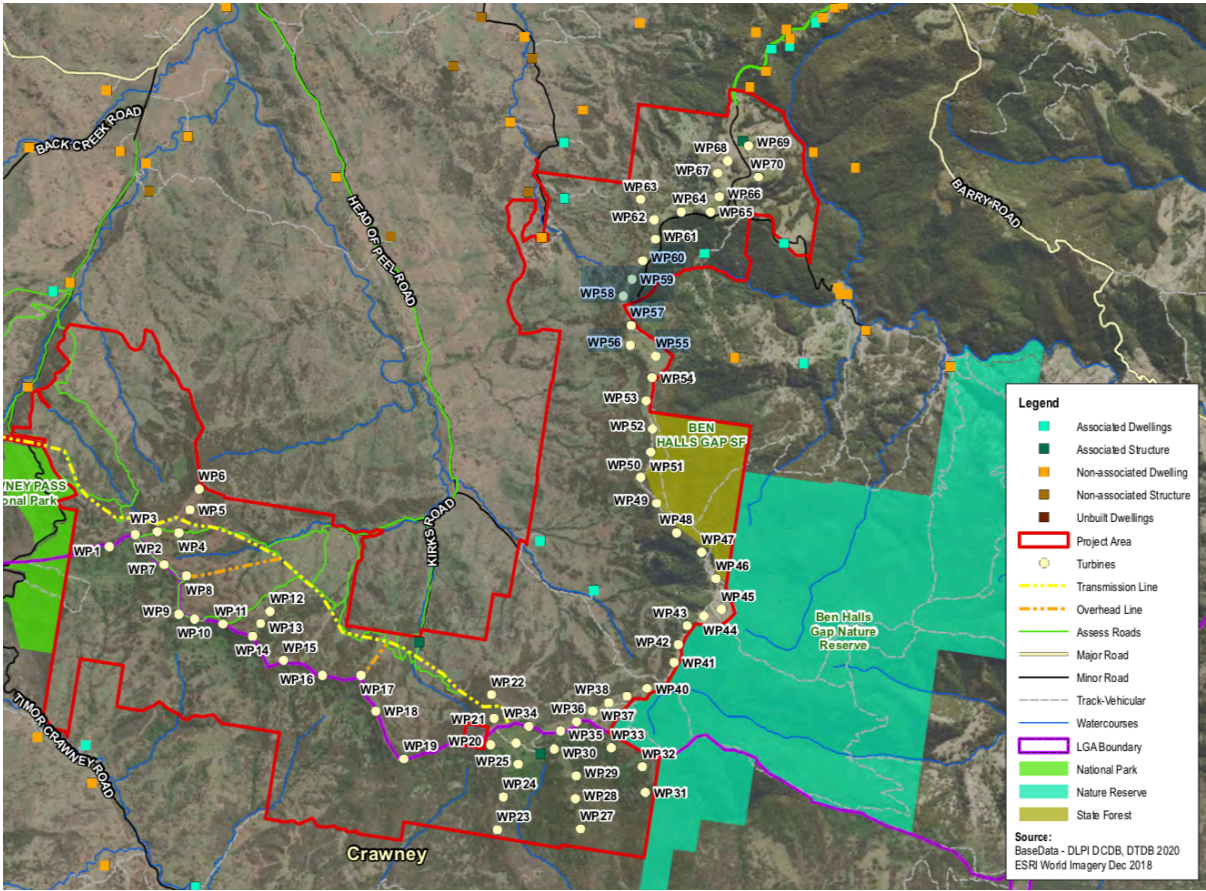 BACK CREEK ROAD
HEAD OF PEEL ROAD
BARRY ROAD
WP69
WP68
WP67
WP70
WP63
WP64
WP66
WP65
WP62
WP61
WP60
WP59
WP58
WP57
WP56
WP55
WP54
WP53
WP52
BEN
HALLS GAP SF
WP50
WP51
WP49
WP48
WP47
WP46
WP45
WP43
WP44
WP42
WP41
WP40
Ben Halls
Gap Nature
Reserve
WNEY PASS
onal Park
WP6
WP5
WP3
WP1
WP2
WP4
WP7
WP8
WP9
WP10
WP11
WP12
WP13
WP14
WP15
WP16
WP17
WP18
WP19
KIRKS ROAD
WP22
WP38
WP21
WP34
WP36
WP37
WP20
WP35
WP33
WP30
WP32
WP25
WP29
WP24
WP28
WP31
WP23
WP27
TIMOR CRAWNEY ROAD
Crawney
Legend
Associated Dwellings
Associated Structure
Non-associated Dwelling
Non-associated Structure
Unbuilt Dwellings
Project Area
Turbines
Transmission Line
Overhead Line
Assess Roads
Major Road
Minor Road
Track-Vehicular
Watercourses
LGA Boundary
National Park
Nature Reserve
State Forest
Source:
BaseData - DLPI DCDB, DTDB 2020
ESRI World Imagery Dec 2018